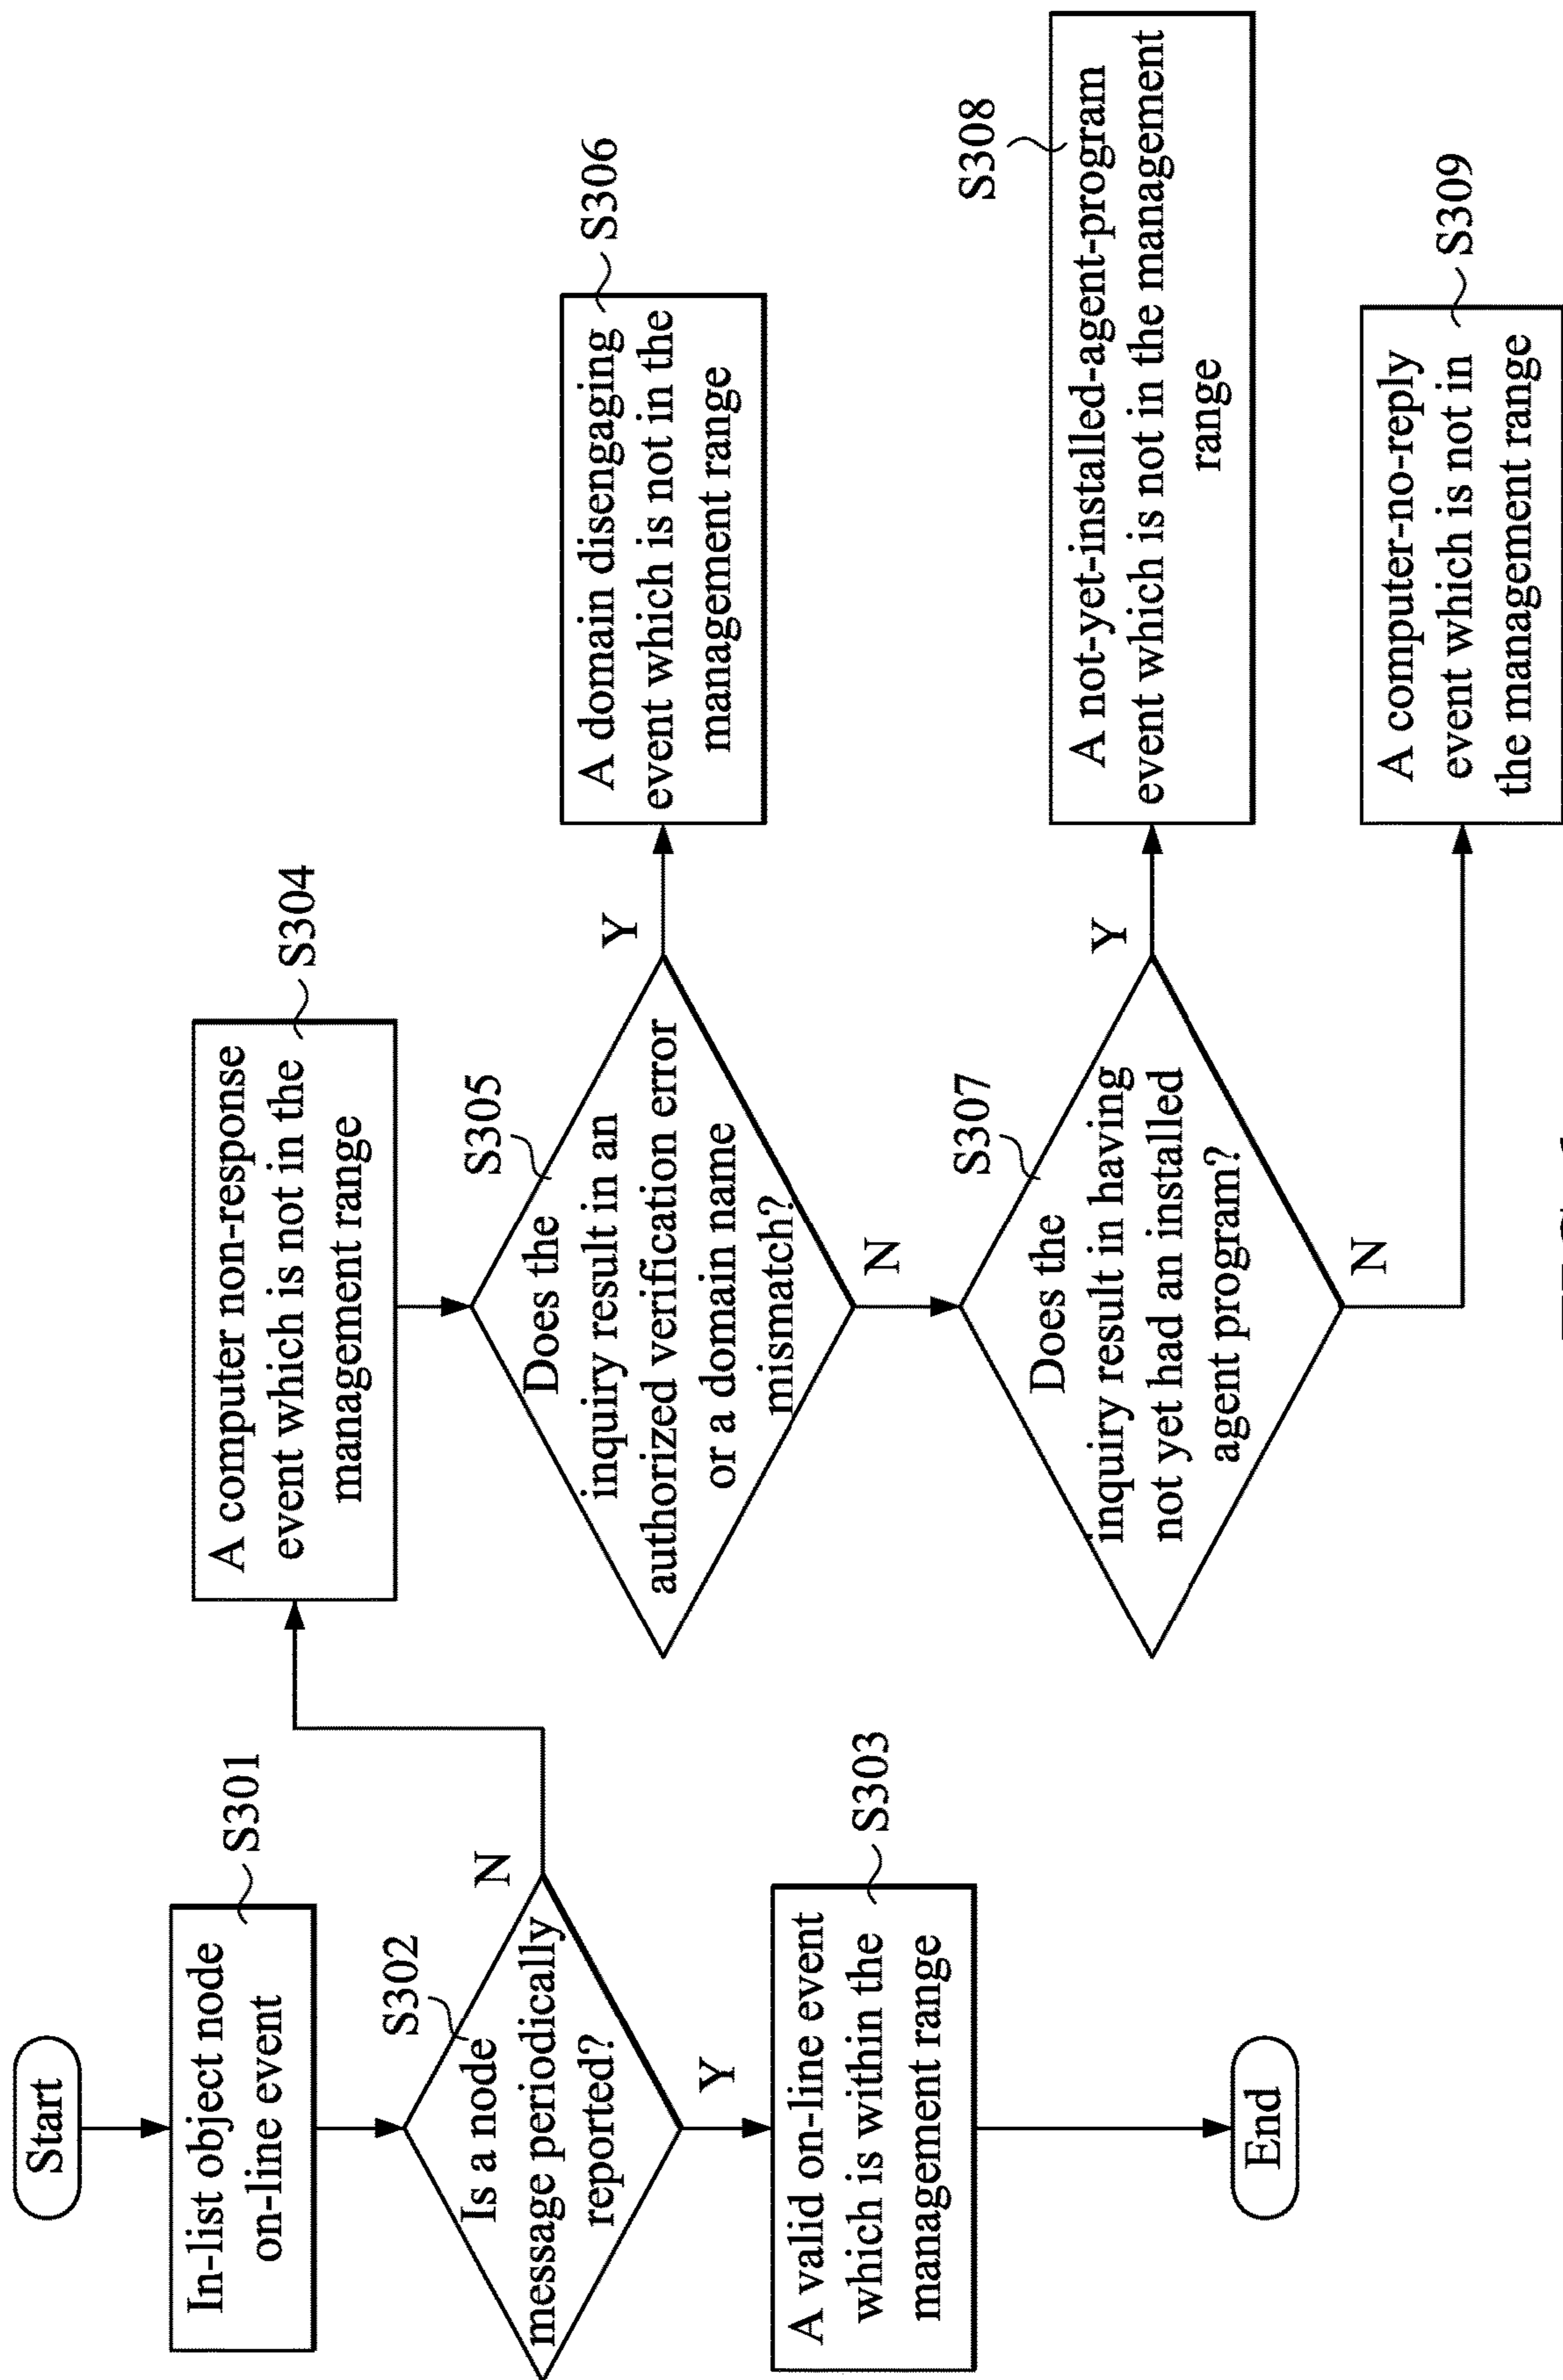 Start
In-list object node
on-line event
S301
Is a node
message periodically
reported?
S302
N
Y
A valid on-line event
which is within the
management range
S303
End
A computer non-response
event which is not in the
management range
S304
Does the
inquiry result in an
authorized verification error
or a domain name
mismatch?
S305
Y
N
A domain disengaging
event which is not in the
management range
S306
Does the
inquiry result in having
not yet had an installed
agent program?
S307
Y
N
A not-yet-installed-agent-program
event which is not in the management
range
S308
A computer-no-reply
event which is not in
the management range
S309